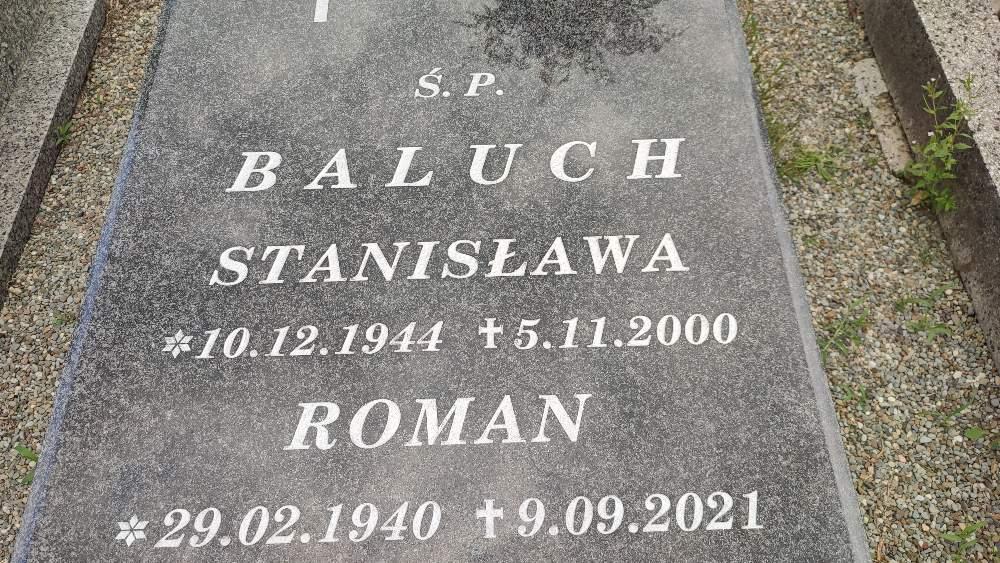 Ś. P.
BALUCH
STANISŁAWA
*10.12.1944 †5.11.2000
ROMAN
*29.02.1940 †9.09.2021